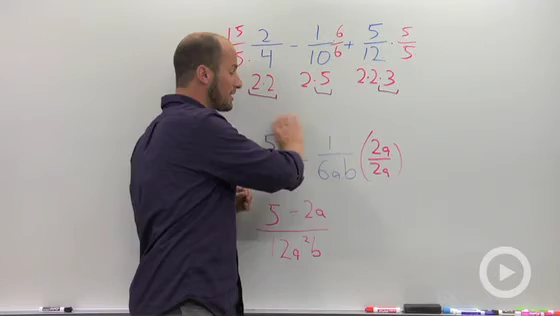 15/5 · 2/4 − 1/10 6/6 + 5/12 · 5/5
2·2 2·5 2·2·3
5 − 1/6ab (2a/2a)
5 − 2a
12a²b